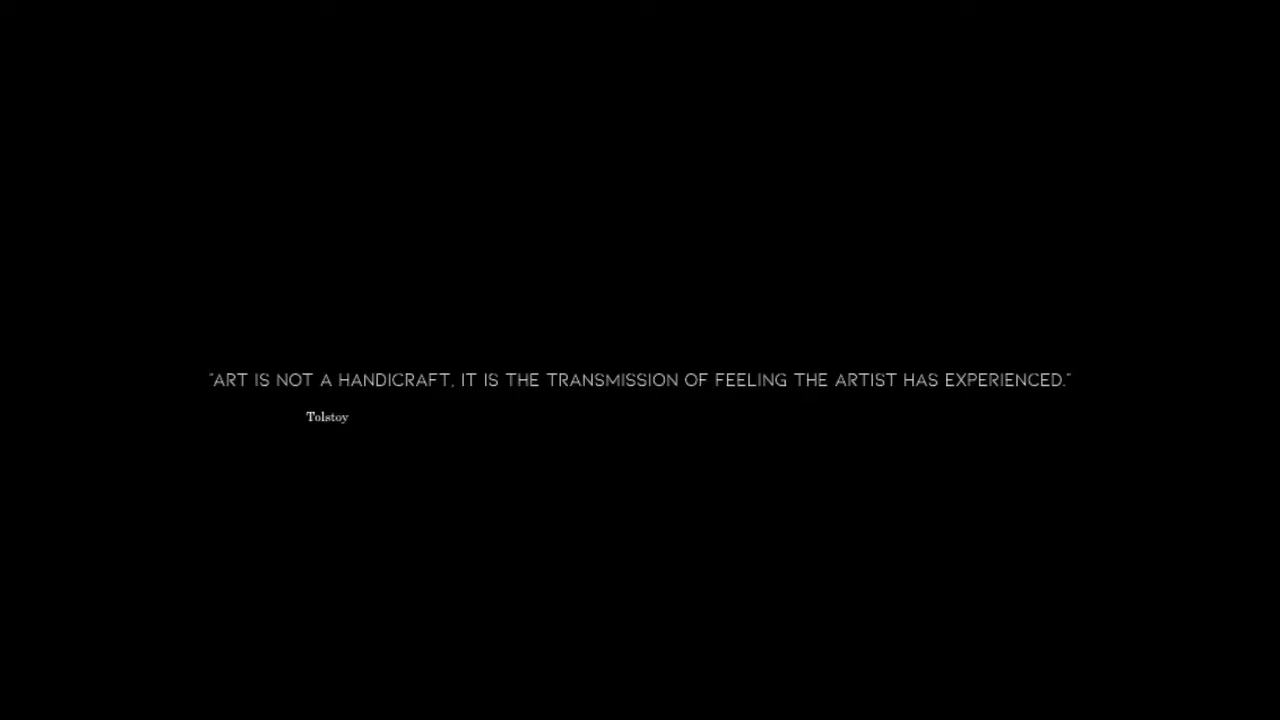 "ART IS NOT A HANDICRAFT, IT IS THE TRANSMISSION OF FEELING THE ARTIST HAS EXPERIENCED."
Tolstoy